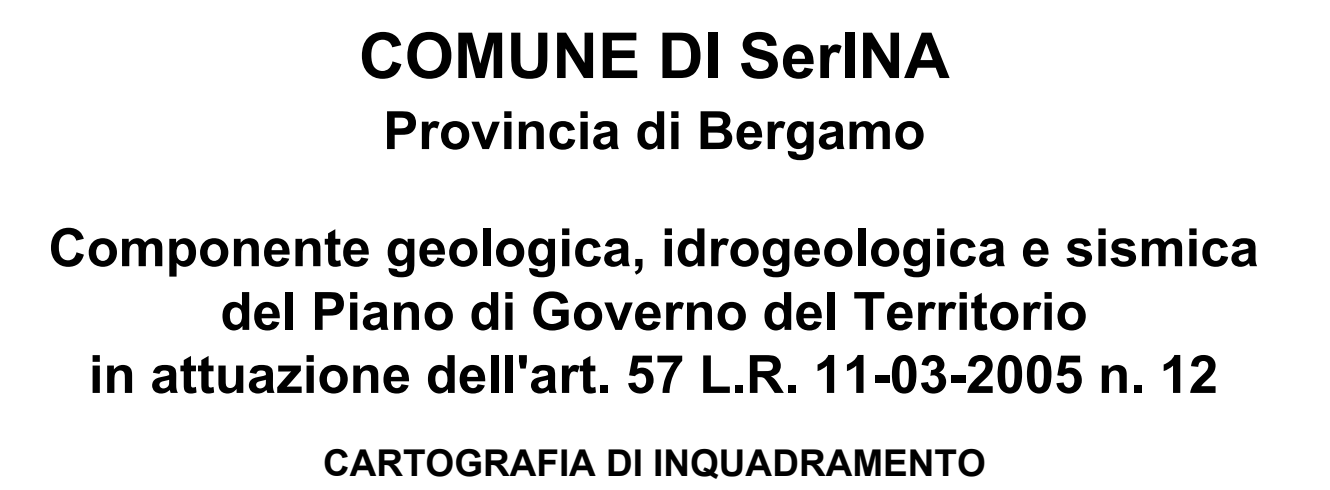 COMUNE DI SerINA
Provincia di Bergamo
Componente geologica, idrogeologica e sismica
del Piano di Governo del Territorio
in attuazione dell'art. 57 L.R. 11-03-2005 n. 12
CARTOGRAFIA DI INQUADRAMENTO